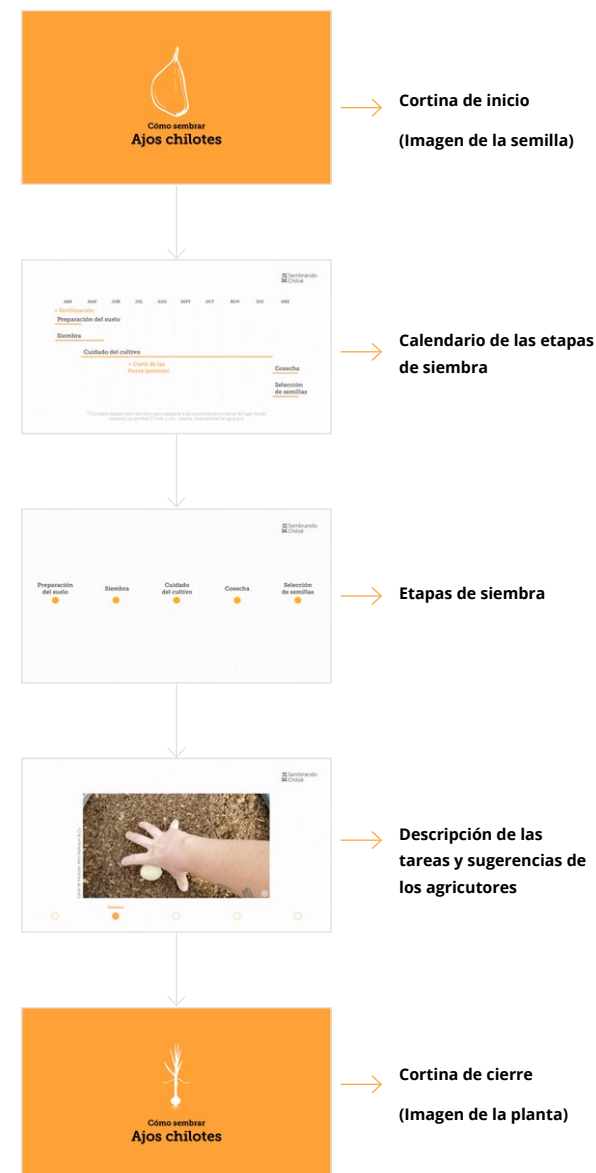 Cómo sembrar
Ajos chilotes
Cortina de inicio
(Imagen de la semilla)
Sembrando
Chiloé
ABR MAY JUN JUL AGO SEPT OCT NOV DIC ENE
+ Fertilización
Preparación del suelo
Siembra
Cuidado del cultivo
+ Corte de las
flores (pitones)
Cosecha
Selección
de semillas
Calendario de las etapas
de siembra
Sembrando
Chiloé
Preparación
del suelo
Siembra
Cuidado
del cultivo
Cosecha
Selección
de semillas
Etapas de siembra
Sembrando
Chiloé
Siembra
Descripción de las
tareas y sugerencias de
los agricutores
Cómo sembrar
Ajos chilotes
Cortina de cierre
(Imagen de la planta)